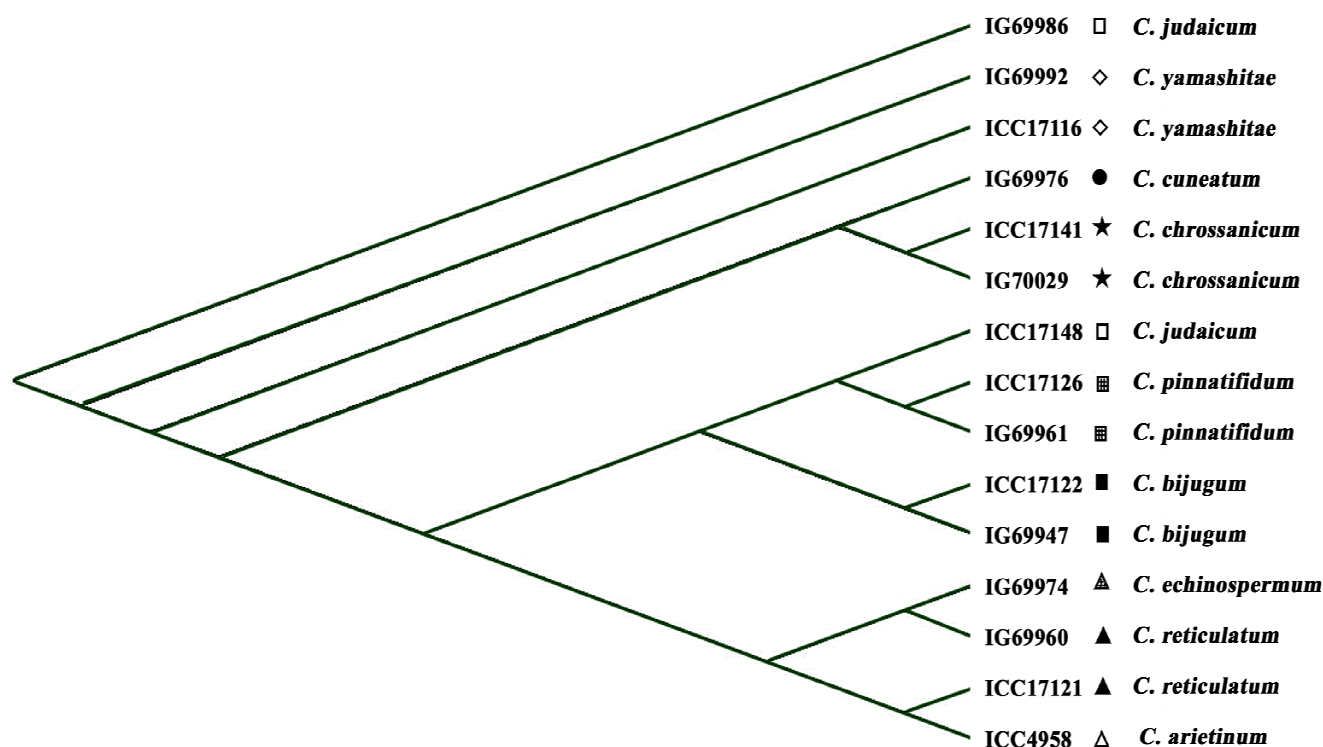 IG69986 C. judaicum
IG69992 C. yamashitae
ICC17116 C. yamashitae
IG69976 C. cuneatum
ICC17141 C. chrossanicum
IG70029 C. chrossanicum
ICC17148 C. judaicum
ICC17126 C. pinnatifidum
IG69961 C. pinnatifidum
ICC17122 C. bijugum
IG69947 C. bijugum
IG69974 C. echinospermum
IG69960 C. reticulatum
ICC17121 C. reticulatum
ICC4958 C. arietinum